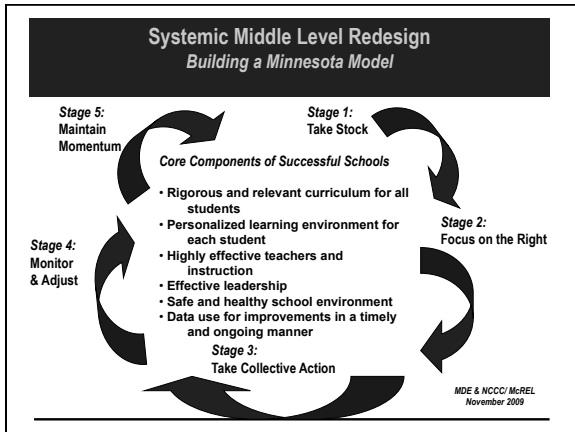 Systemic Middle Level Redesign
Building a Minnesota Model
Stage 1:
Take Stock
Stage 2:
Focus on the Right
Stage 3:
Take Collective Action
Stage 4:
Monitor
& Adjust
Stage 5:
Maintain
Momentum
Core Components of Successful Schools
• Rigorous and relevant curriculum for all
students
• Personalized learning environment for
each student
• Highly effective teachers and
instruction
• Effective leadership
• Safe and healthy school environment
• Data use for improvements in a timely
and ongoing manner
MDE & NCCC/ McREL
November 2009